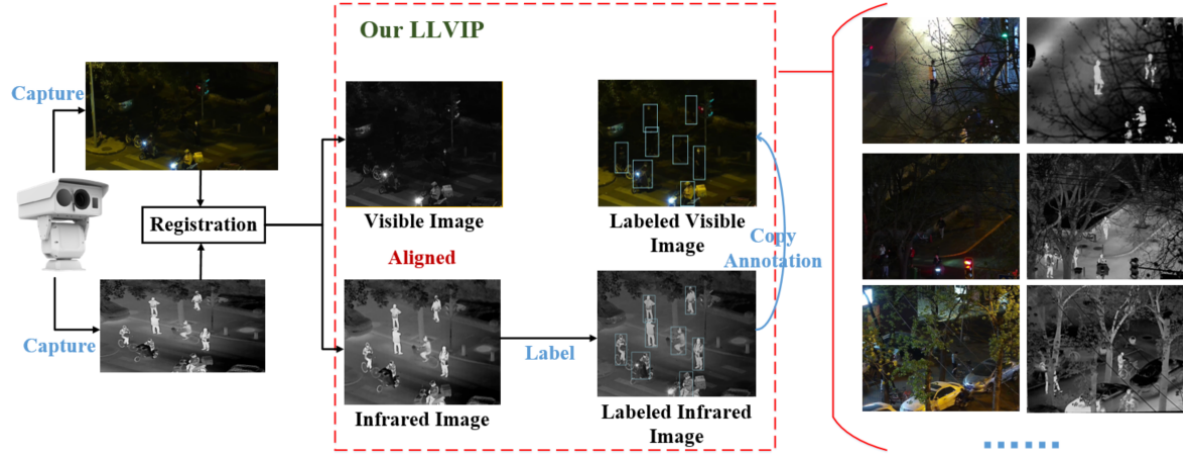 Our LLVIP
Capture
Registration
Capture
Visible Image
Aligned
Infrared Image
Label
Labeled Visible
Image
Copy
Annotation
Labeled Infrared
Image